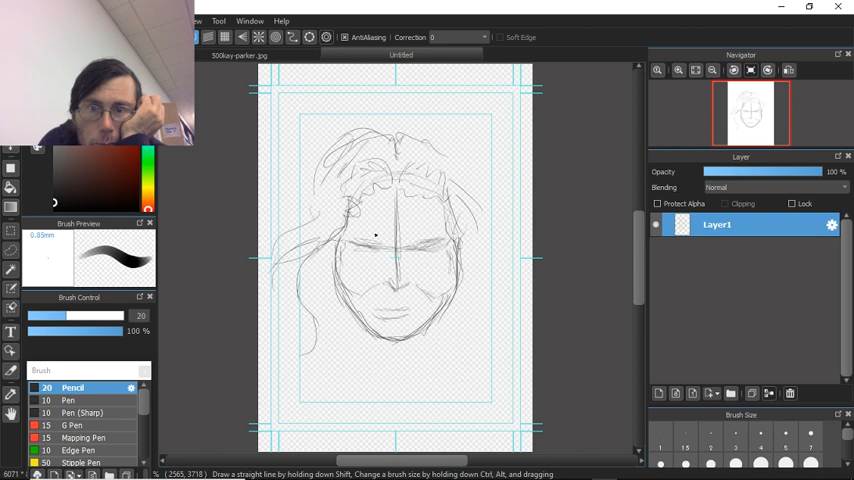 Tool Window Help
AntiAliasing Correction 0 Soft Edge
500kay-parker.jpg Untitled
Navigator
Layer
Opacity 100 %
Blending Normal
Protect Alpha Clipping Lock
Layer1
Brush Preview
0.85mm
Brush Control
20
100 %
Brush
20 Pencil
10 Pen
10 Pen (Sharp)
15 G Pen
15 Mapping Pen
10 Edge Pen
50 Stipple Pen
Brush Size
1 1.5 2 3 4 5 7
% ( 2565, 3718 ) Draw a straight line by holding down Shift, Change a brush size by holding down Ctrl, Alt, and dragging